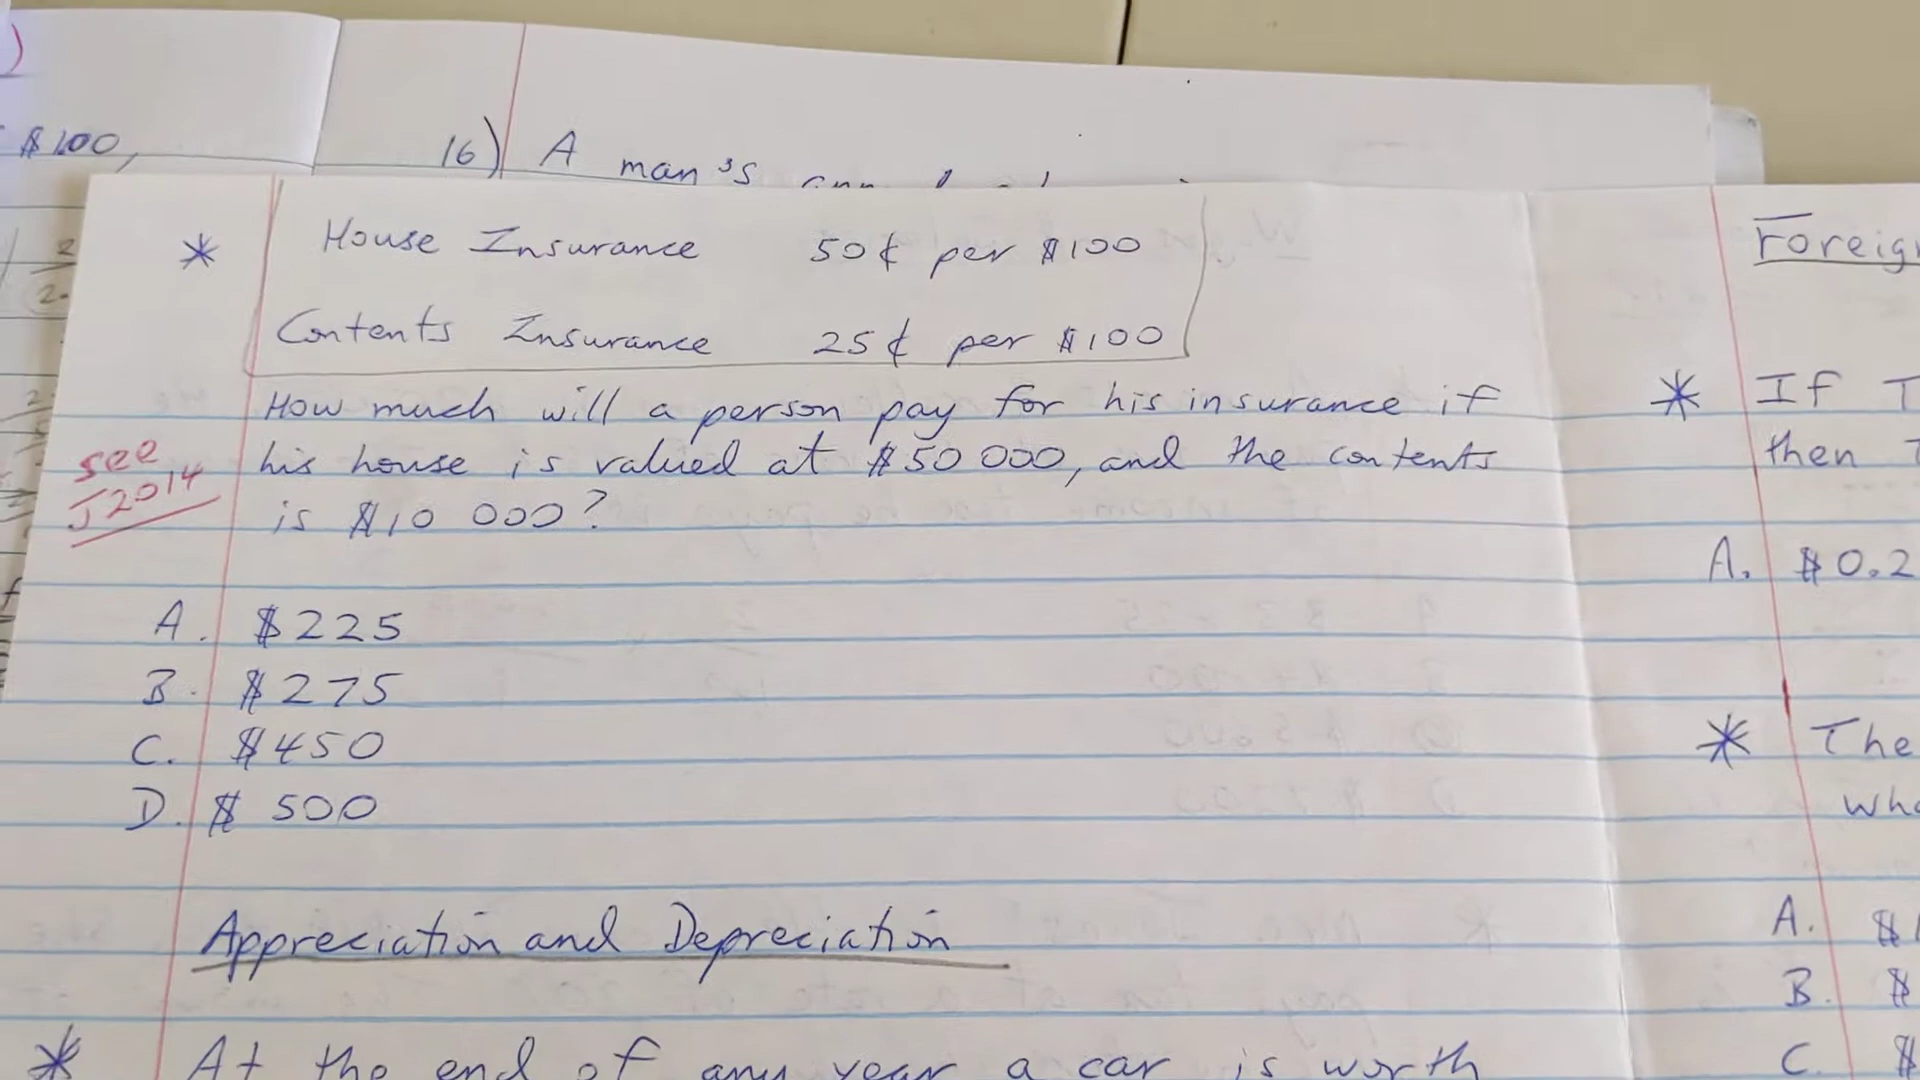 )
$100,
16) A man's
* House Insurance 50¢ per $100
Contents Insurance 25¢ per $100
How much will a person pay for his insurance if
his house is valued at $50 000, and the contents
is $10 000?
see
J2014
A. $225
B. $275
C. $450
D. $500
Appreciation and Depreciation
* At the end of any year a car is worth
Foreig
* If T
then T
A. $0.2
* The
who
A. $
B. $
C. $